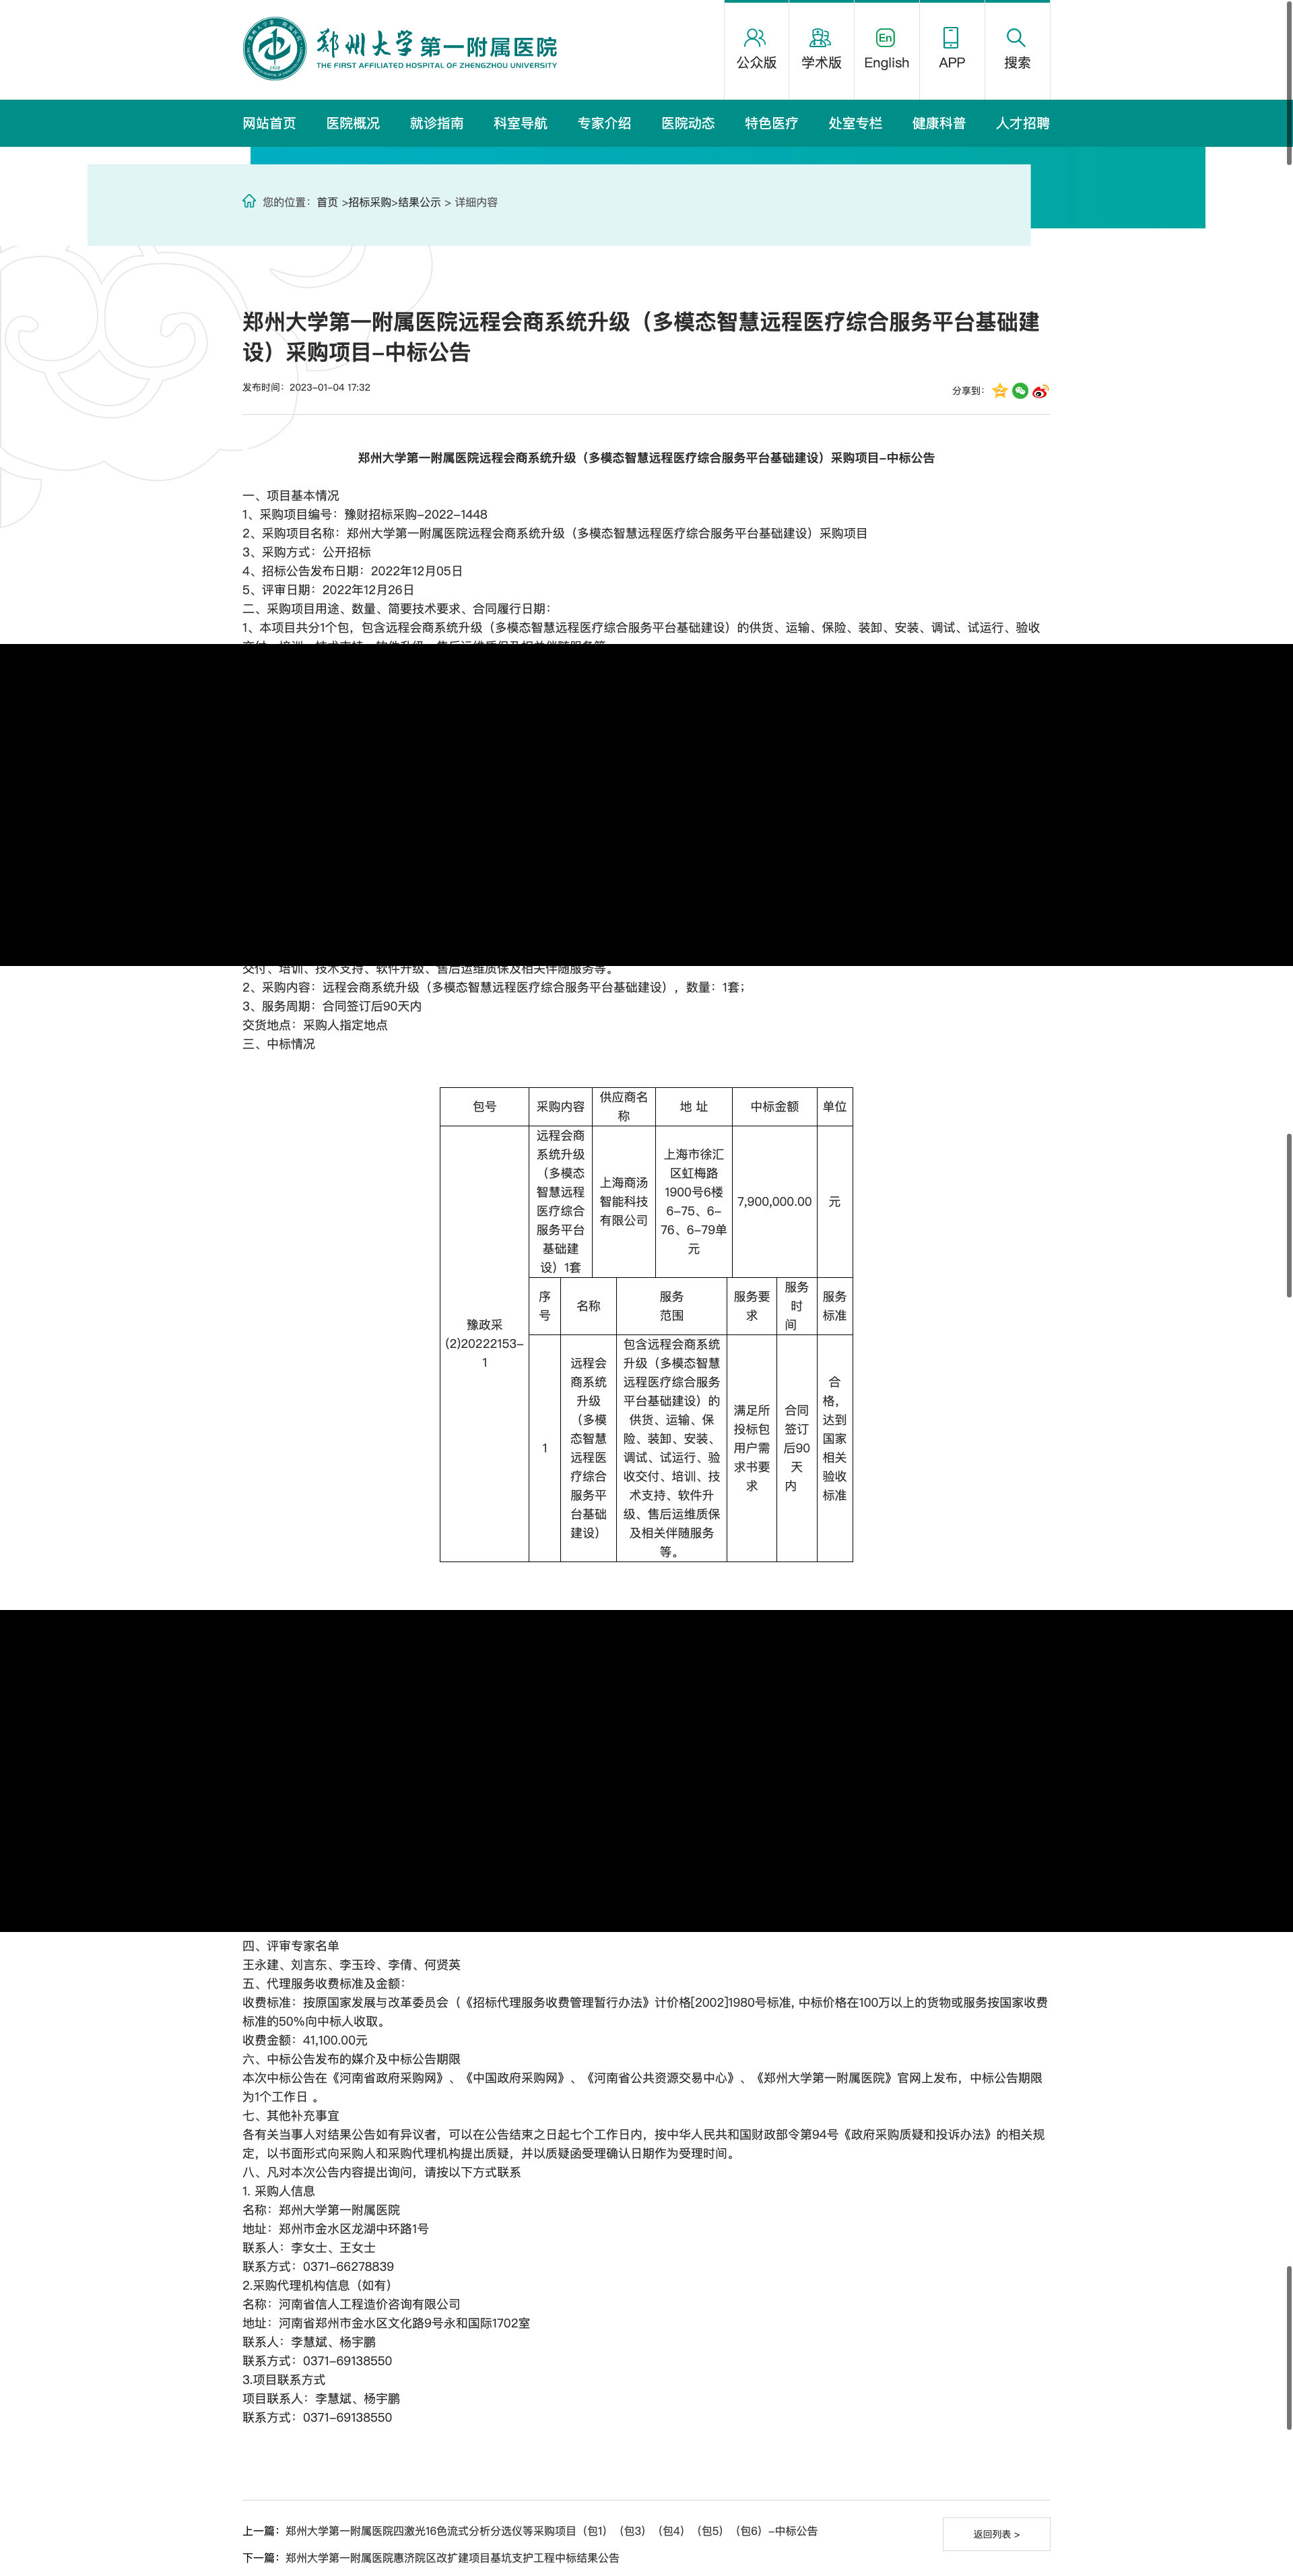 郑州大学第一附属医院
THE FIRST AFFILIATED HOSPITAL OF ZHENGZHOU UNIVERSITY
公众版
学术版
En
English
APP
搜索
网站首页 医院概况 就诊指南 科室导航 专家介绍 医院动态 特色医疗 处室专栏 健康科普 人才招聘
您的位置：首页 >招标采购>结果公示 > 详细内容
郑州大学第一附属医院远程会商系统升级（多模态智慧远程医疗综合服务平台基础建
设）采购项目-中标公告
发布时间：2023-01-04 17:32
分享到：
郑州大学第一附属医院远程会商系统升级（多模态智慧远程医疗综合服务平台基础建设）采购项目-中标公告
一、项目基本情况
1、采购项目编号：豫财招标采购-2022-1448
2、采购项目名称：郑州大学第一附属医院远程会商系统升级（多模态智慧远程医疗综合服务平台基础建设）采购项目
3、采购方式：公开招标
4、招标公告发布日期：2022年12月05日
5、评审日期：2022年12月26日
二、采购项目用途、数量、简要技术要求、合同履行日期：
1、本项目共分1个包，包含远程会商系统升级（多模态智慧远程医疗综合服务平台基础建设）的供货、运输、保险、装卸、安装、调试、试运行、验收
交付、培训、技术支持、软件升级、售后运维质保及相关伴随服务等。
2、采购内容：远程会商系统升级（多模态智慧远程医疗综合服务平台基础建设），数量：1套；
3、服务周期：合同签订后90天内
交货地点：采购人指定地点
三、中标情况
包号
采购内容
供应商名
称
地 址
中标金额
单位
豫政采
(2)20222153-
1
远程会商
系统升级
（多模态
智慧远程
医疗综合
服务平台
基础建
设）1套
上海商汤
智能科技
有限公司
上海市徐汇
区虹梅路
1900号6楼
6-75、6-
76、6-79单
元
7,900,000.00
元
序
号
名称
服务
范围
服务要
求
服务
时
间
服务
标准
1
远程会
商系统
升级
（多模
态智慧
远程医
疗综合
服务平
台基础
建设）
包含远程会商系统
升级（多模态智慧
远程医疗综合服务
平台基础建设）的
供货、运输、保
险、装卸、安装、
调试、试运行、验
收交付、培训、技
术支持、软件升
级、售后运维质保
及相关伴随服务
等。
满足所
投标包
用户需
求书要
求
合同
签订
后90
天
内
合
格，
达到
国家
相关
验收
标准
四、评审专家名单
王永建、刘言东、李玉玲、李倩、何贤英
五、代理服务收费标准及金额：
收费标准：按原国家发展与改革委员会（《招标代理服务收费管理暂行办法》计价格[2002]1980号标准, 中标价格在100万以上的货物或服务按国家收费
标准的50%向中标人收取。
收费金额：41,100.00元
六、中标公告发布的媒介及中标公告期限
本次中标公告在《河南省政府采购网》、《中国政府采购网》、《河南省公共资源交易中心》、《郑州大学第一附属医院》官网上发布，中标公告期限
为1个工作日 。
七、其他补充事宜
各有关当事人对结果公告如有异议者，可以在公告结束之日起七个工作日内，按中华人民共和国财政部令第94号《政府采购质疑和投诉办法》的相关规
定，以书面形式向采购人和采购代理机构提出质疑，并以质疑函受理确认日期作为受理时间。
八、凡对本次公告内容提出询问，请按以下方式联系
1. 采购人信息
名称：郑州大学第一附属医院
地址：郑州市金水区龙湖中环路1号
联系人：李女士、王女士
联系方式：0371-66278839
2.采购代理机构信息（如有）
名称：河南省信人工程造价咨询有限公司
地址：河南省郑州市金水区文化路9号永和国际1702室
联系人：李慧斌、杨宇鹏
联系方式：0371-69138550
3.项目联系方式
项目联系人：李慧斌、杨宇鹏
联系方式：0371-69138550
上一篇：郑州大学第一附属医院四激光16色流式分析分选仪等采购项目（包1）（包3）（包4）（包5）（包6）-中标公告
返回列表 >
下一篇：郑州大学第一附属医院惠济院区改扩建项目基坑支护工程中标结果公告